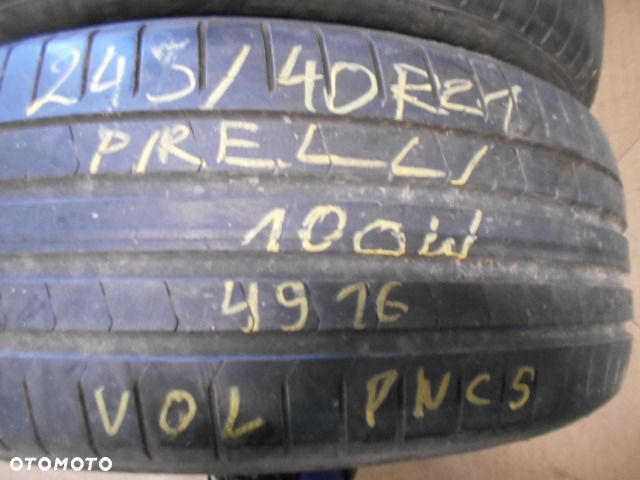 245/40R21
PIRELLI
100W
4916
VOL PNCS
OTOMOTO